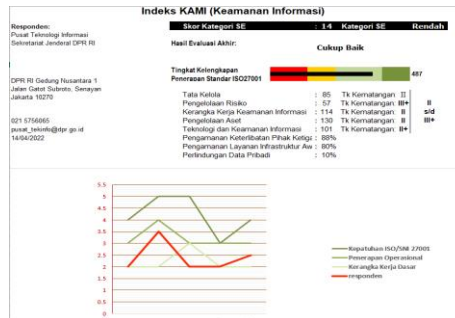 Indeks KAMI (Keamanan Informasi)
Responden:
Pusat Teknologi Informasi
Sekretariat Jenderal DPR RI
DPR RI Gedung Nusantara 1
Jalan Gatot Subroto, Senayan
Jakarta 10270
021 5756065
pusat_tekinfo@dpr.go.id
14/04/2022
Skor Kategori SE : 14 Kategori SE Rendah
Hasil Evaluasi Akhir: Cukup Baik
Tingkat Kelengkapan
Penerapan Standar ISO27001 487
Tata Kelola : 85 Tk Kematangan: II
Pengelolaan Risiko : 57 Tk Kematangan: III+ II
Kerangka Kerja Keamanan Informasi : 114 Tk Kematangan: II s/d
Pengelolaan Aset : 130 Tk Kematangan: II III+
Teknologi dan Keamanan Informasi : 101 Tk Kematangan: II+
Pengamanan Keterlibatan Pihak Ketiga : 88%
Pengamanan Layanan Infrastruktur Aw : 80%
Perlindungan Data Pribadi : 10%
5.5
5
4.5
4
3.5
3
2.5
2
1.5
1
0.5
0
Kepatuhan ISO/SNI 27001
Penerapan Operasional
Kerangka Kerja Dasar
responden